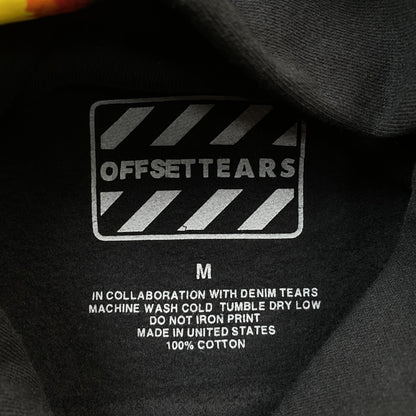 OFFSETTEARS
M
IN COLLABORATION WITH DENIM TEARS
MACHINE WASH COLD TUMBLE DRY LOW
DO NOT IRON PRINT
MADE IN UNITED STATES
100% COTTON